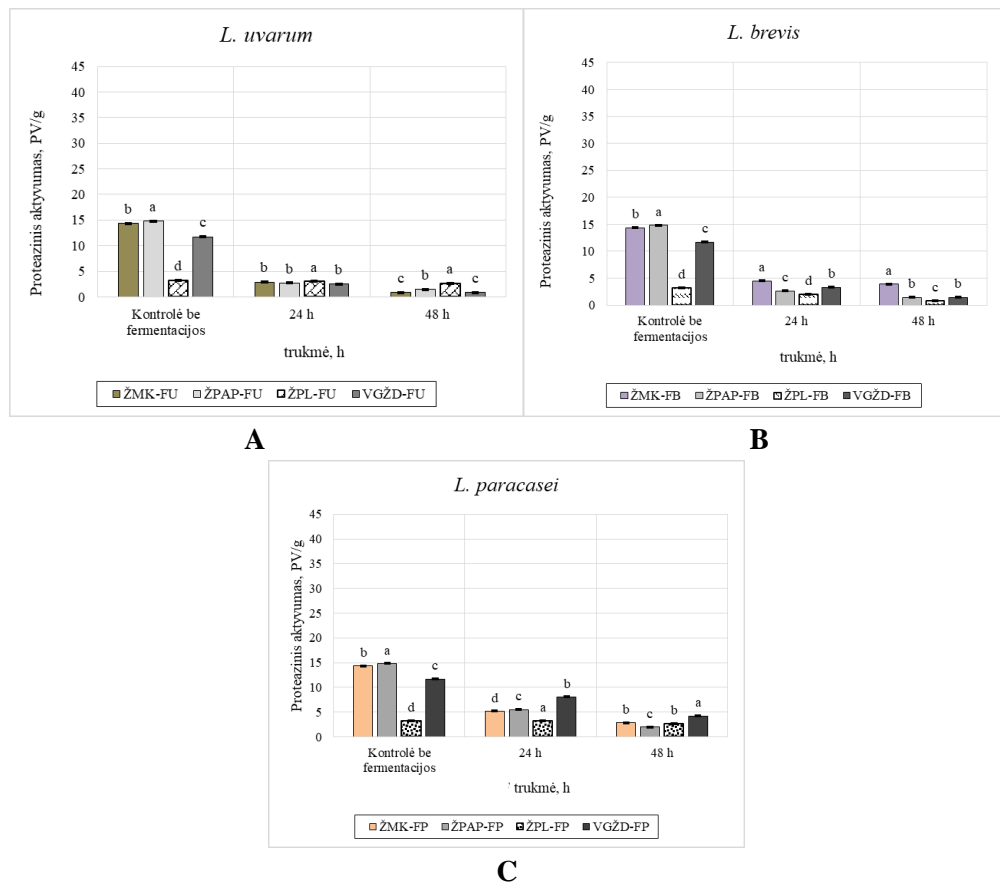 L. uvarum
Proteazinis aktyvumas, PV/g
45
40
35
30
25
20
15
10
5
0
b a d c
b b a b
c b a c
Kontrolė be
fermentacijos
24 h
48 h
trukmė, h
ŽMK-FU ŽPAP-FU ŽPL-FU VGŽD-FU
A
L. brevis
Proteazinis aktyvumas, PV/g
45
40
35
30
25
20
15
10
5
0
b a d c
a c d b
a b c b
Kontrolė be
fermentacijos
24 h
48 h
trukmė, h
ŽMK-FB ŽPAP-FB ŽPL-FB VGŽD-FB
B
L. paracasei
Proteazinis aktyvumas, PV/g
45
40
35
30
25
20
15
10
5
0
b a d c
d c a b
b c b a
Kontrolė be
fermentacijos
24 h
48 h
' trukmė, h
ŽMK-FP ŽPAP-FP ŽPL-FP VGŽD-FP
C